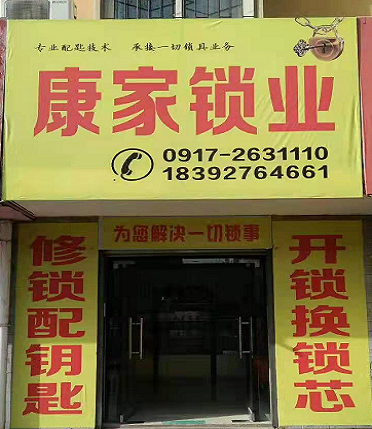 专业配匙技术 承接一切锁具业务
康家锁业
0917-2631110
18392764661
为您解决一切锁事
修锁配钥匙
开锁换锁芯